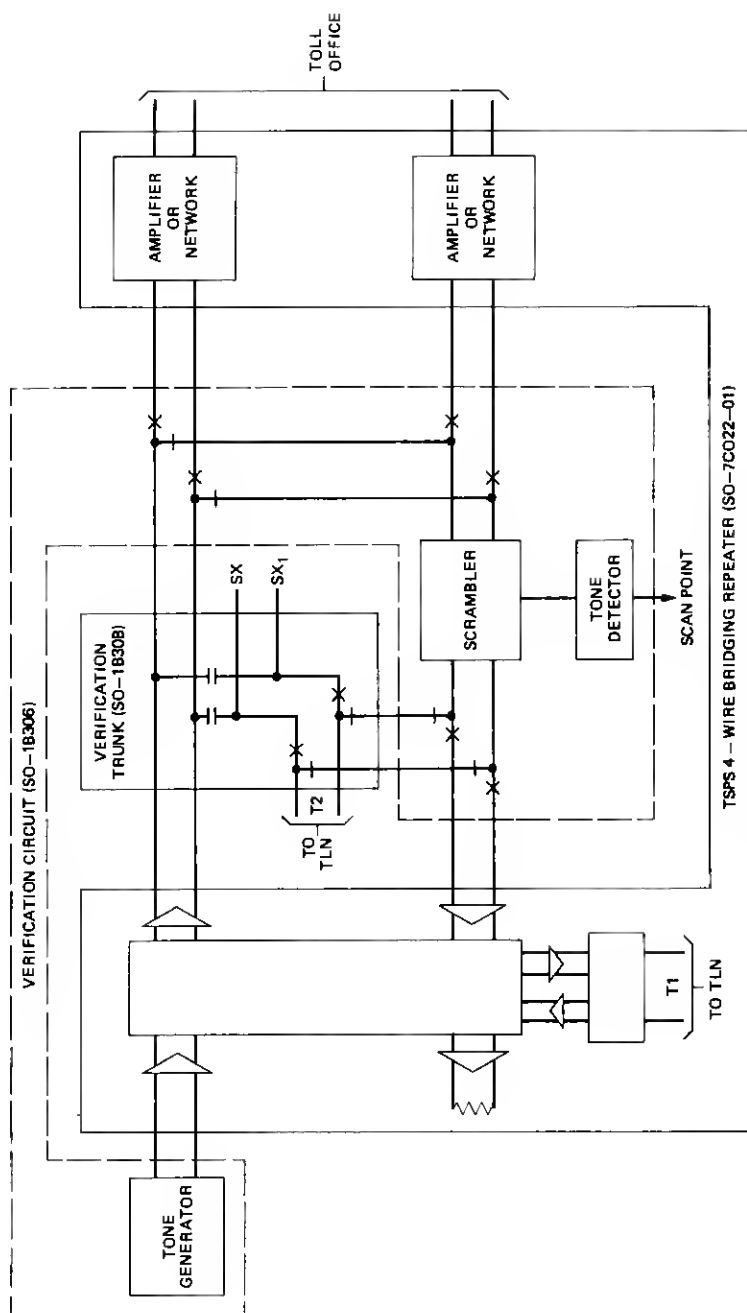 VERIFICATION CIRCUIT (SO-1B306)
TONE
GENERATOR
VERIFICATION
TRUNK (SO-1B30B)
SX
SX1
T2
TO
TLN
T1
TO TLN
SCRAMBLER
TONE
DETECTOR
SCAN POINT
AMPLIFIER
OR
NETWORK
AMPLIFIER
OR
NETWORK
TOLL
OFFICE
TSPS 4 – WIRE BRIDGING REPEATER (SO-7C022-01)